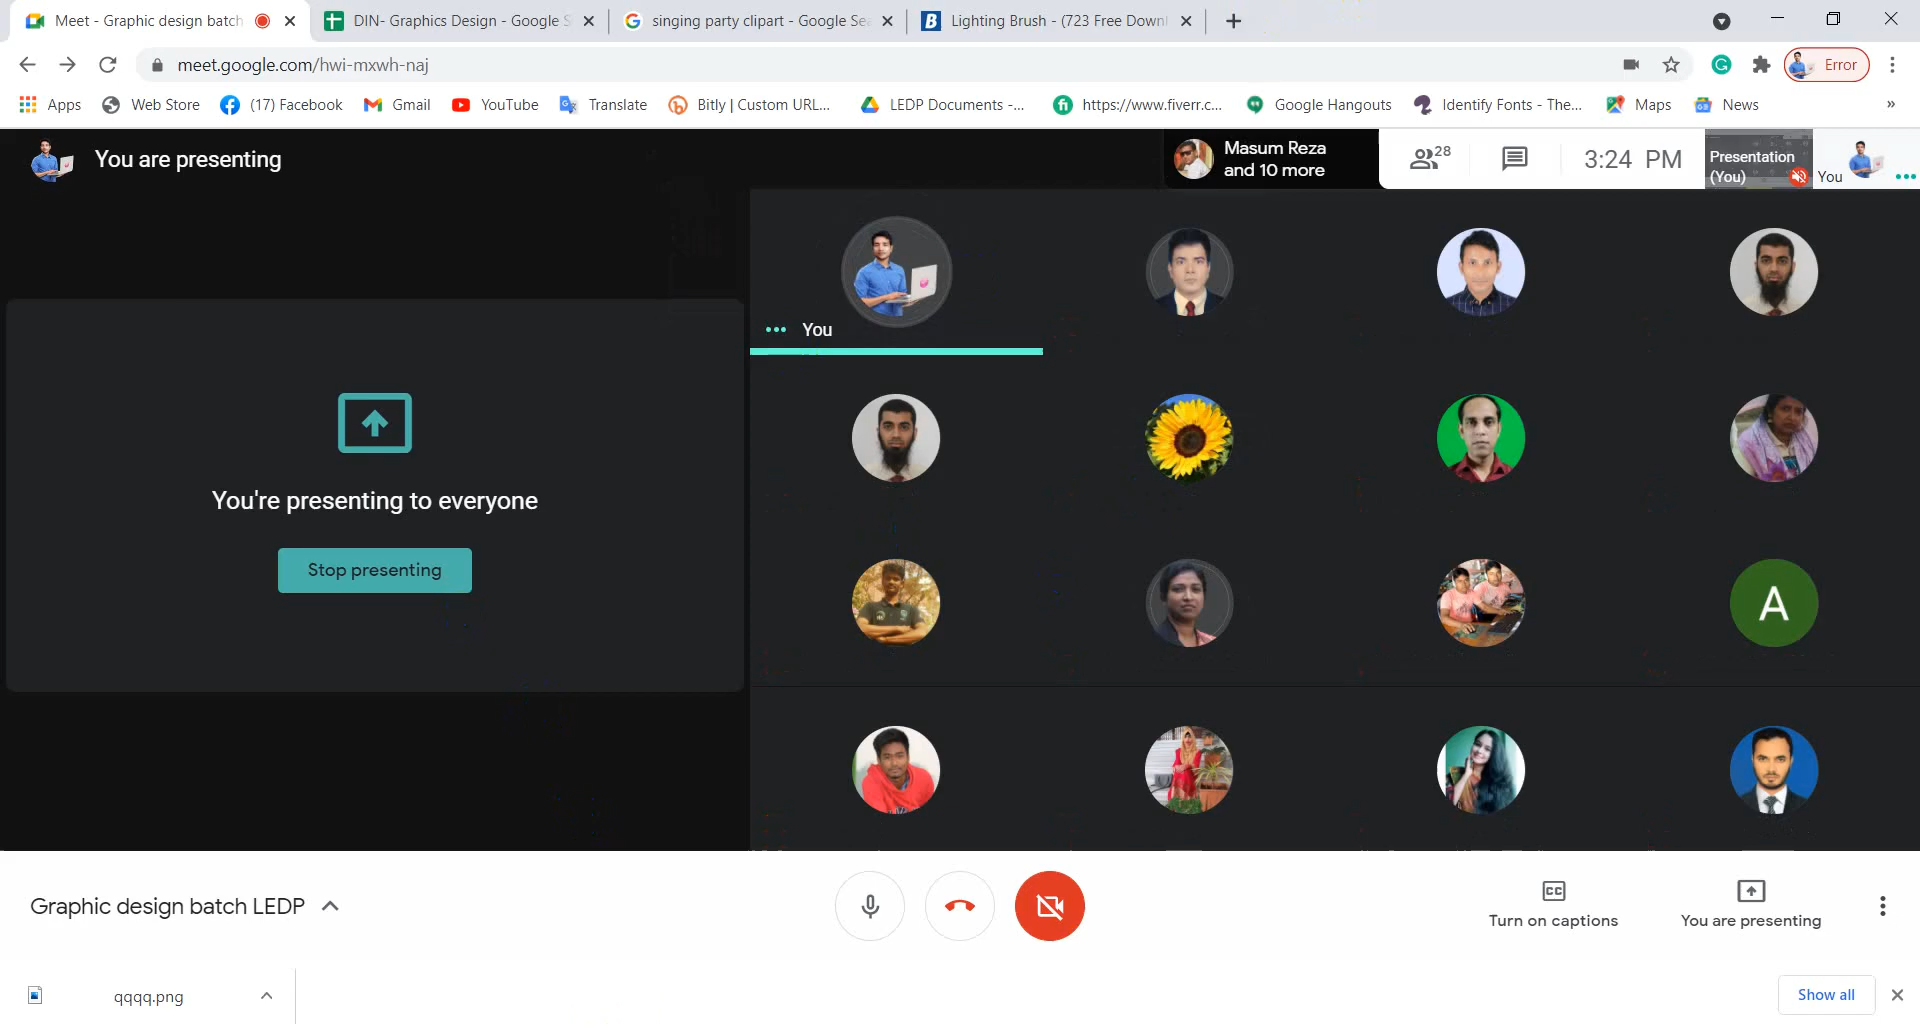 Meet - Graphic design batch
DIN- Graphics Design - Google S
singing party clipart - Google Sea
Lighting Brush - (723 Free Downl
meet.google.com/hwi-mxwh-naj
Error
Apps
Web Store
(17) Facebook
Gmail
YouTube
Translate
Bitly | Custom URL...
LEDP Documents -...
https://www.fiverr.c...
Google Hangouts
Identify Fonts - The...
Maps
News
»
You are presenting
Masum Reza
and 10 more
28
3:24 PM
Presentation
(You)
You
You
You're presenting to everyone
Stop presenting
A
Graphic design batch LEDP
CC
Turn on captions
You are presenting
qqqq.png
Show all